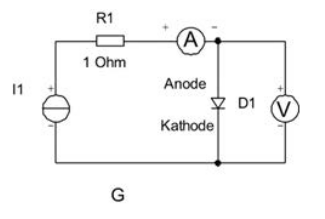 R1
+ A -
1 Ohm
Anode
I1
+
D1
+
V
Kathode
-
-
G